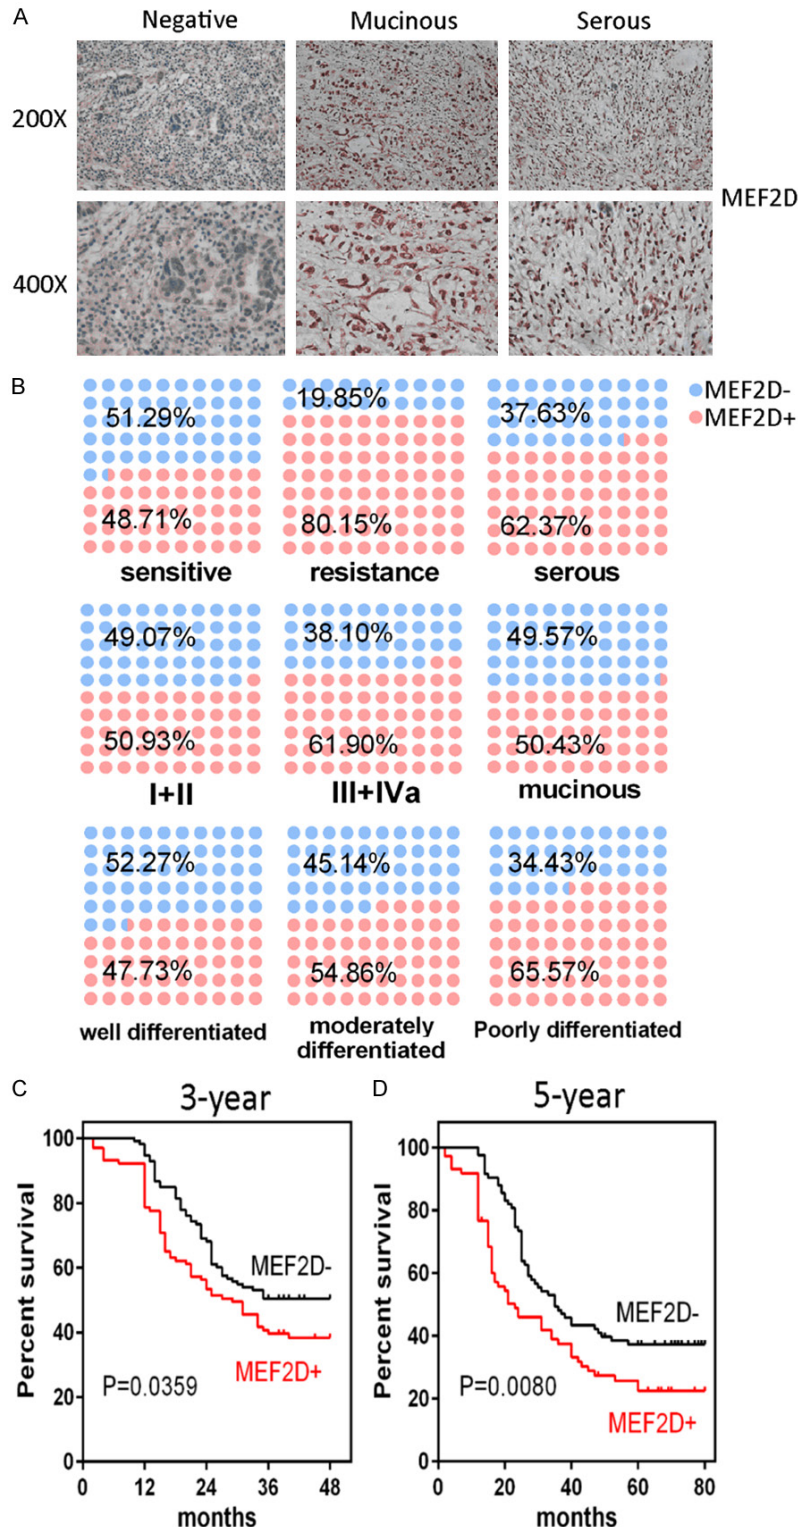 A
Negative
Mucinous
Serous
200X
400X
MEF2D
B
MEF2D-
MEF2D+
51.29%
48.71%
sensitive
19.85%
80.15%
resistance
37.63%
62.37%
serous
49.07%
50.93%
I+II
38.10%
61.90%
III+IVa
49.57%
50.43%
mucinous
52.27%
47.73%
well differentiated
45.14%
54.86%
moderately
differentiated
34.43%
65.57%
Poorly differentiated
C
3-year
Percent survival
100
80
60
40
20
0
MEF2D-
MEF2D+
P=0.0359
0 12 24 36 48
months
D
5-year
Percent survival
100
80
60
40
20
0
MEF2D-
MEF2D+
P=0.0080
0 20 40 60 80
months